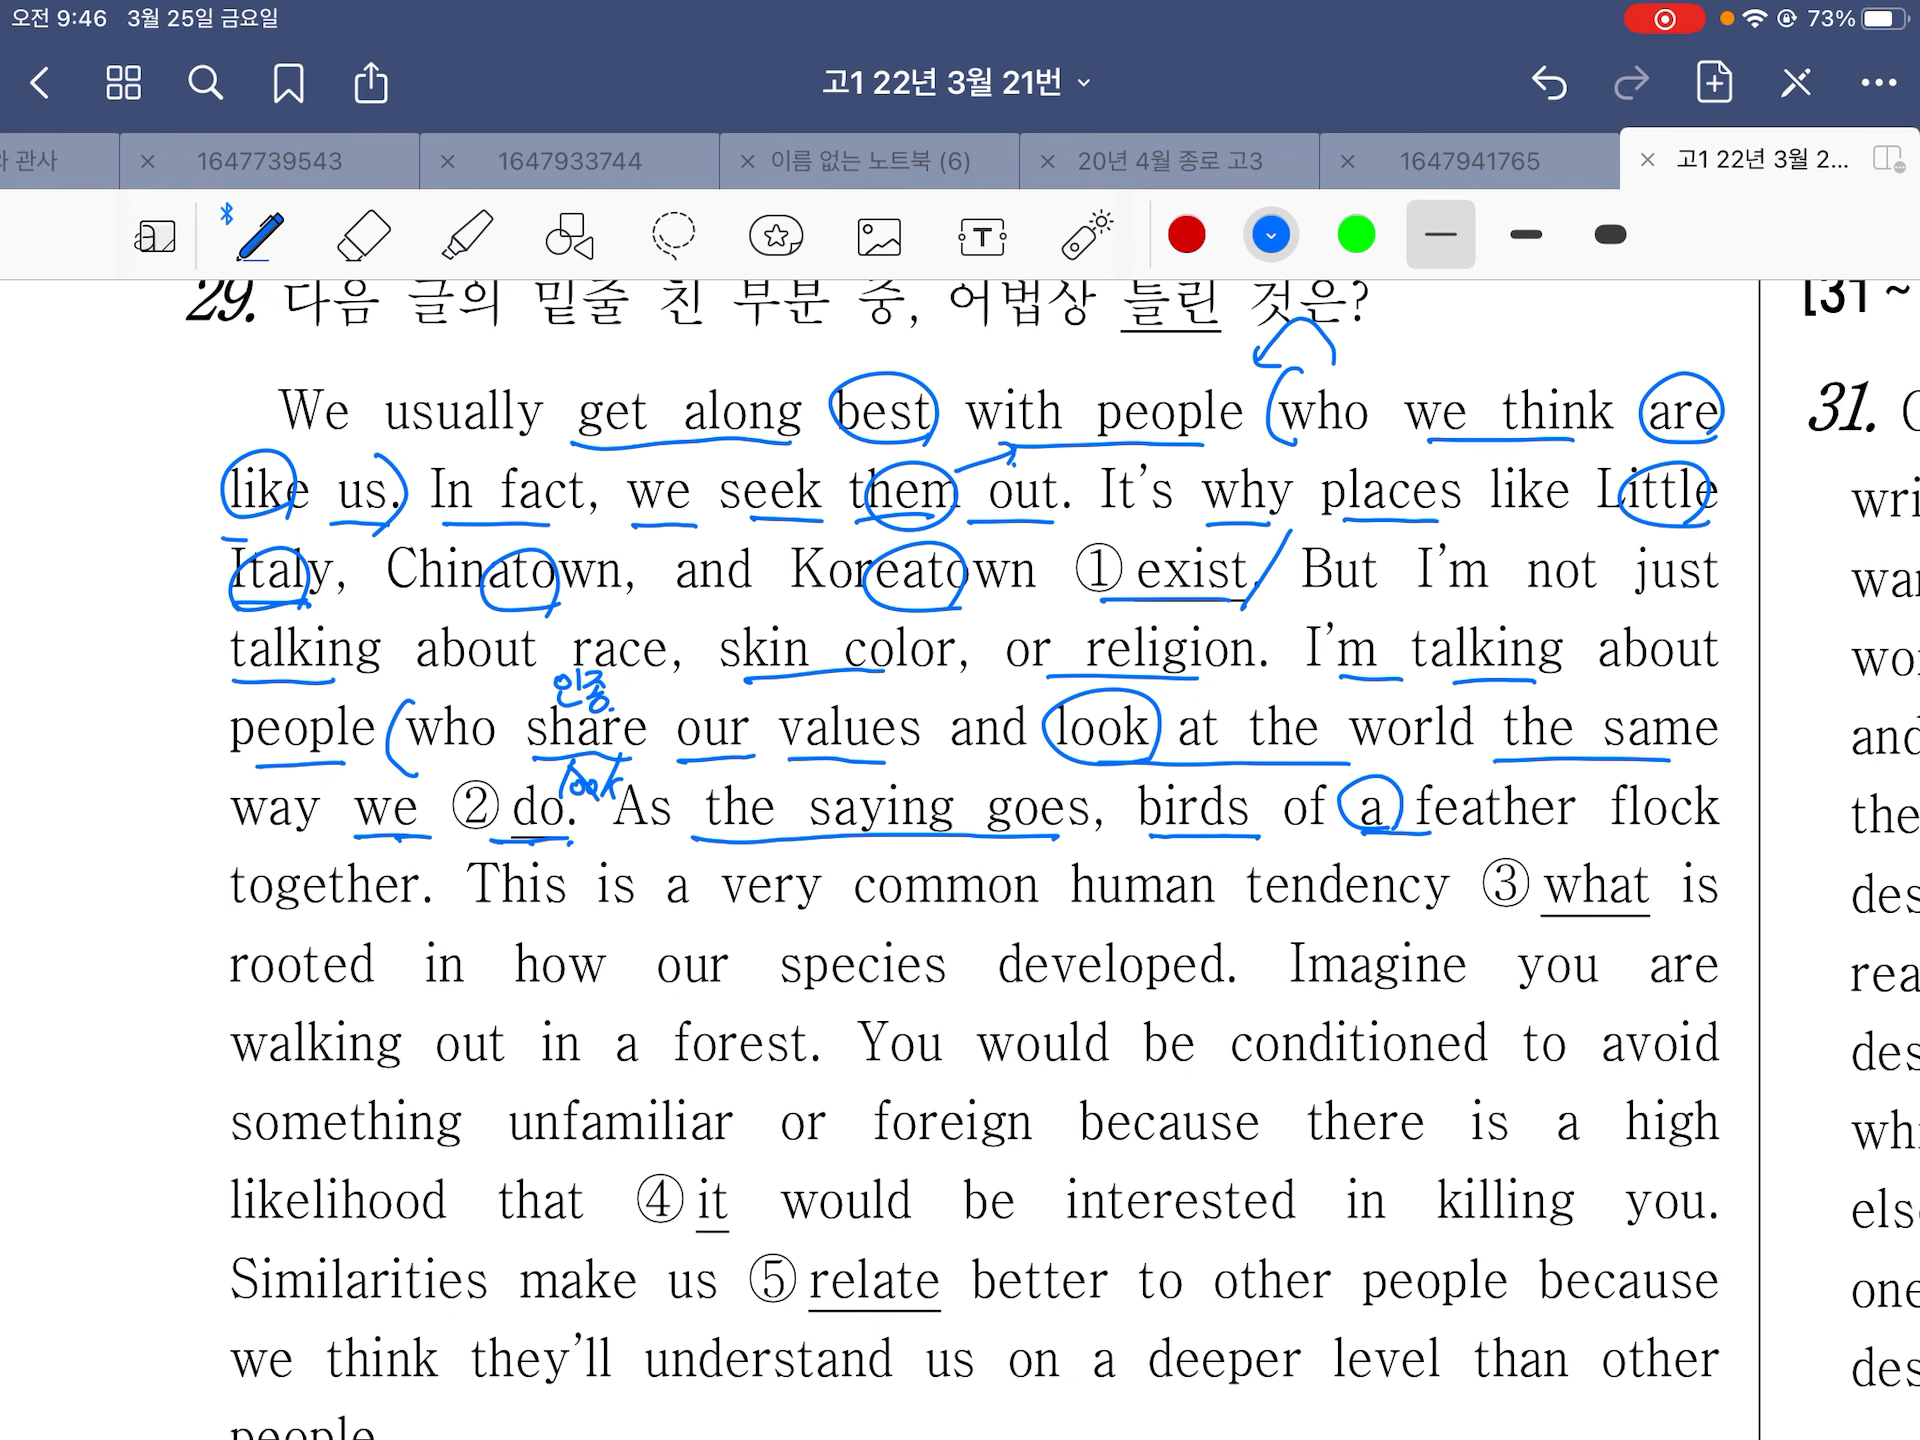 오전 9:46 3월 25일 금요일
73%
고1 22년 3월 21번
관사
1647739543
1647933744
이름 없는 노트북 (6)
20년 4월 종로 고3
1647941765
고1 22년 3월 2...
29. 다음 글의 밑줄 친 부분 중, 어법상 틀린 것은?
We usually get along best with people who we think are
like us. In fact, we seek them out. It's why places like Little
Italy, Chinatown, and Koreatown ① exist. But I'm not just
talking about race, skin color, or religion. I'm talking about
인종.
people who share our values and look at the world the same
look
way we ② do. As the saying goes, birds of a feather flock
together. This is a very common human tendency ③ what is
rooted in how our species developed. Imagine you are
walking out in a forest. You would be conditioned to avoid
something unfamiliar or foreign because there is a high
likelihood that ④ it would be interested in killing you.
Similarities make us ⑤ relate better to other people because
we think they'll understand us on a deeper level than other
people.
[31 ~
31.